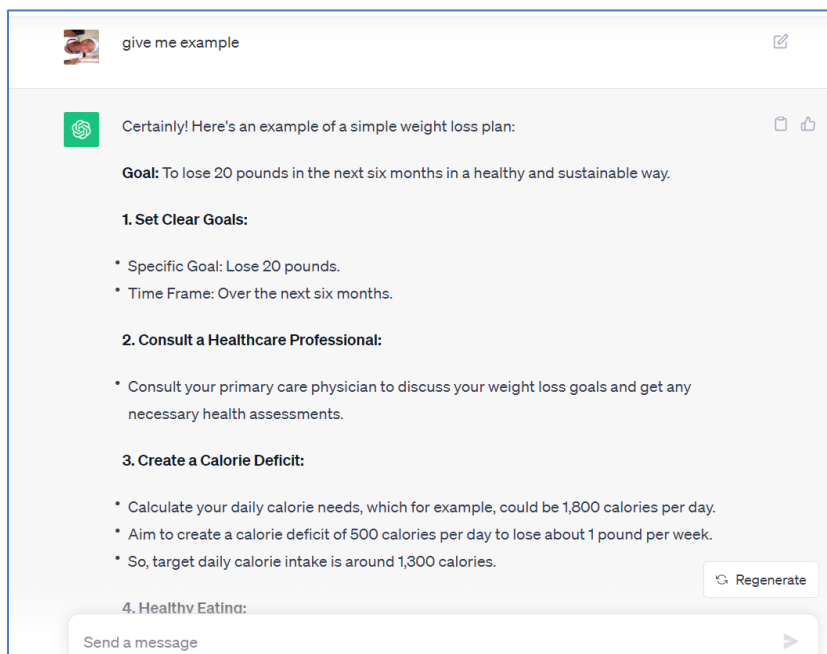 give me example
Certainly! Here's an example of a simple weight loss plan:
Goal: To lose 20 pounds in the next six months in a healthy and sustainable way.
1. Set Clear Goals:
• Specific Goal: Lose 20 pounds.
• Time Frame: Over the next six months.
2. Consult a Healthcare Professional:
• Consult your primary care physician to discuss your weight loss goals and get any
necessary health assessments.
3. Create a Calorie Deficit:
• Calculate your daily calorie needs, which for example, could be 1,800 calories per day.
• Aim to create a calorie deficit of 500 calories per day to lose about 1 pound per week.
• So, target daily calorie intake is around 1,300 calories.
Regenerate
4. Healthy Eating:
Send a message